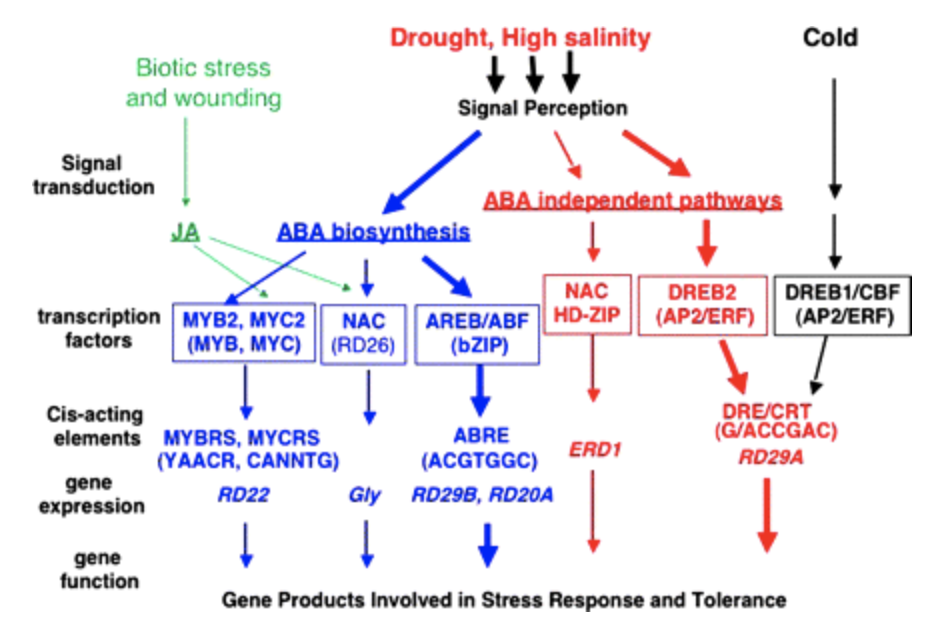 Drought, High salinity
Cold
Biotic stress
and wounding
Signal Perception
Signal
transduction
ABA independent pathways
JA
ABA biosynthesis
transcription
factors
MYB2, MYC2
(MYB, MYC)
NAC
(RD26)
AREB/ABF
(bZIP)
NAC
HD-ZIP
DREB2
(AP2/ERF)
DREB1/CBF
(AP2/ERF)
Cis-acting
elements
MYBRS, MYCRS
(YAACR, CANNTG)
ABRE
(ACGTGGC)
ERD1
DRE/CRT
(G/ACCGAC)
RD29A
gene
expression
RD22
Gly
RD29B, RD20A
gene
function
Gene Products Involved in Stress Response and Tolerance